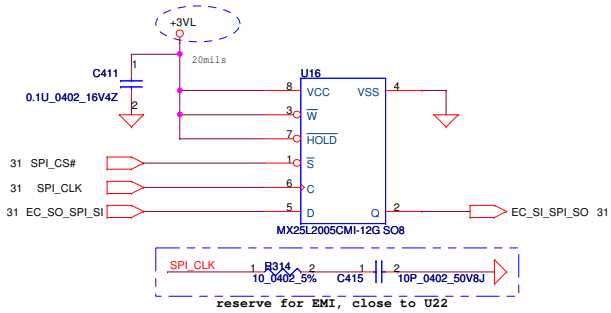 +3VL
20mils
C411
1
0.1U_0402_16V4Z
2
U16
8 VCC VSS 4
3 W
7 HOLD
31 SPI_CS# 1 S
31 SPI_CLK 6 C
31 EC_SO_SPI_SI 5 D Q 2 EC_SI_SPI_SO 31
MX25L2005CMI-12G SO8
SPI_CLK 1 R314 2 1 C415 2
10_0402_5% 10P_0402_50V8J
reserve for EMI, close to U22